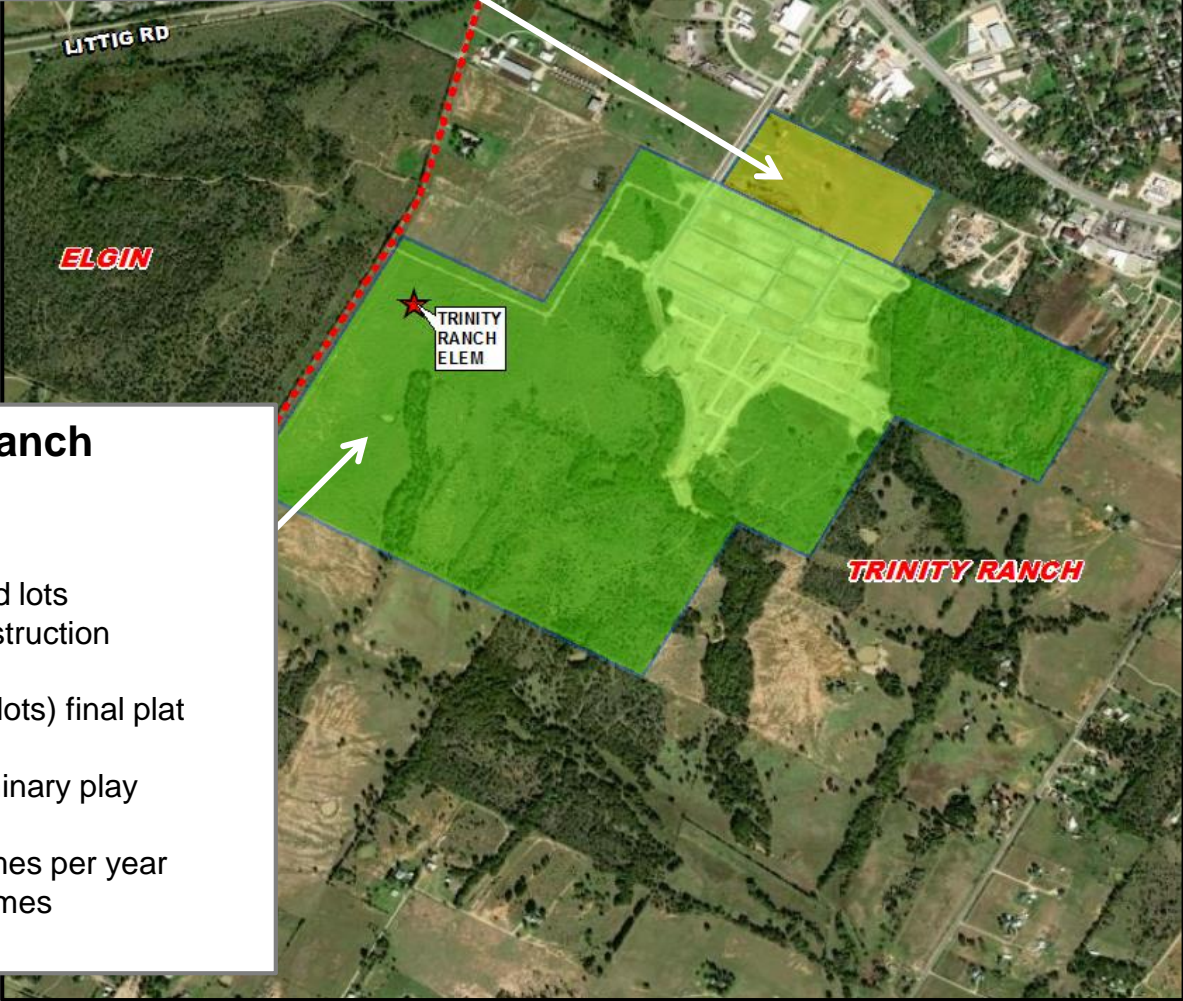 LITTIG RD
ELGIN
TRINITY
RANCH
ELEM
TRINITY RANCH
anch
d lots
struction
lots) final plat
inary play
nes per year
mes